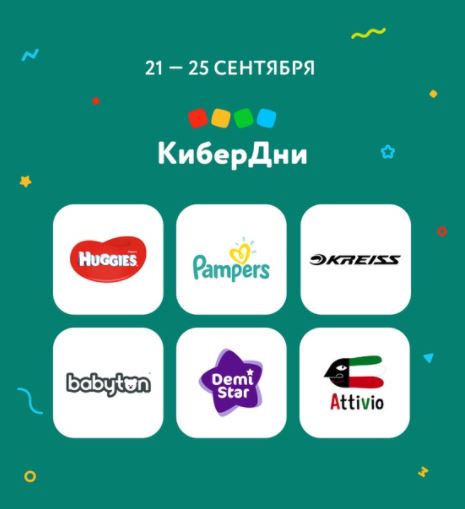 21 – 25 СЕНТЯБРЯ
КиберДни
HUGGIES
Pampers
KREISS
babyton
Demi
Star
Attivio